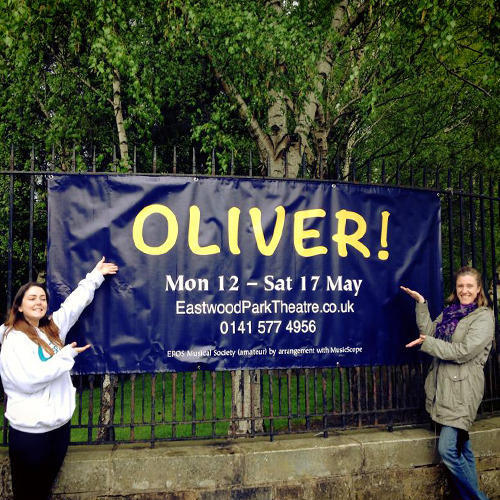 OLIVER!
Mon 12 – Sat 17 May
EastwoodParkTheatre.co.uk
0141 577 4956
EROS Musical Society (amateur) by arrangement with MusicScope